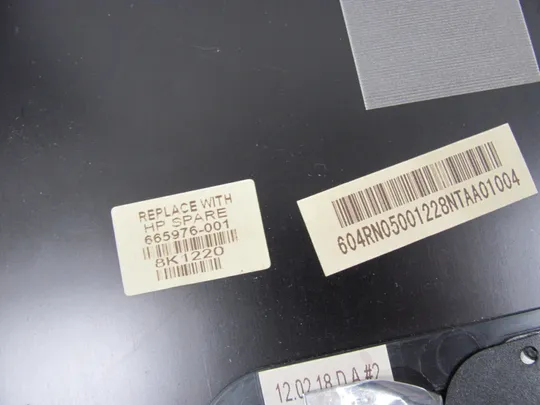 REPLACE WITH
HP SPARE
665976-001
8K1220
604RN05001228NTAA01004
12.02.18 D.A #2